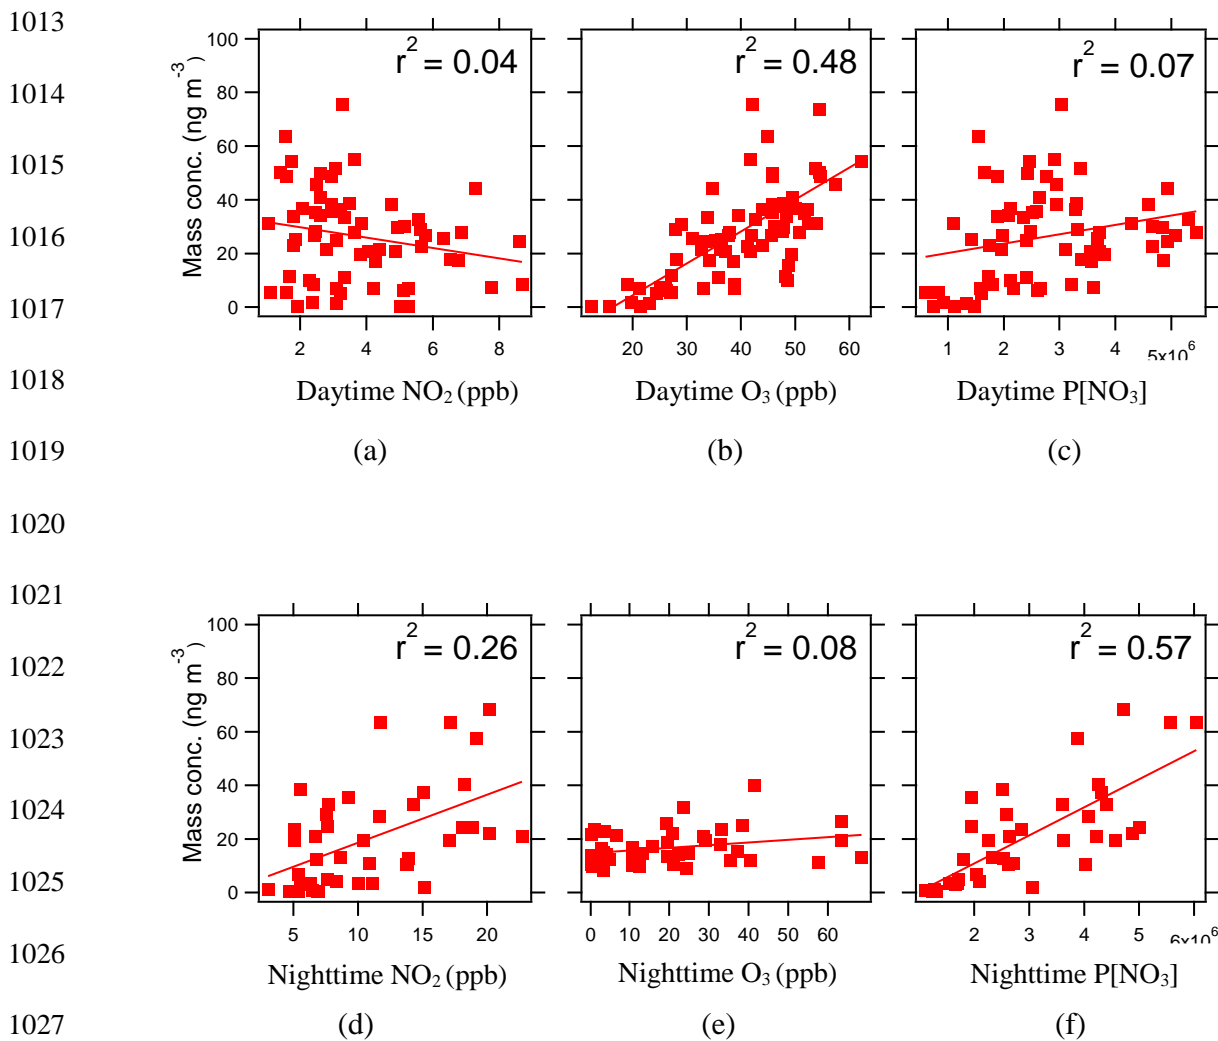 1013
1014
1015
1016
1017
1018
1019
1020
1021
1022
1023
1024
1025
1026
1027
Mass conc. (ng m⁻³)
100
80
60
40
20
0
r² = 0.04
2 4 6 8
Daytime NO₂ (ppb)
(a)
r² = 0.48
20 30 40 50 60
Daytime O₃ (ppb)
(b)
r² = 0.07
1 2 3 4 5x10⁶
Daytime P[NO₃]
(c)
Mass conc. (ng m⁻³)
100
80
60
40
20
0
r² = 0.26
5 10 15 20
Nighttime NO₂ (ppb)
(d)
r² = 0.08
0 10 20 30 40 50 60
Nighttime O₃ (ppb)
(e)
r² = 0.57
2 3 4 5 6x10⁶
Nighttime P[NO₃]
(f)